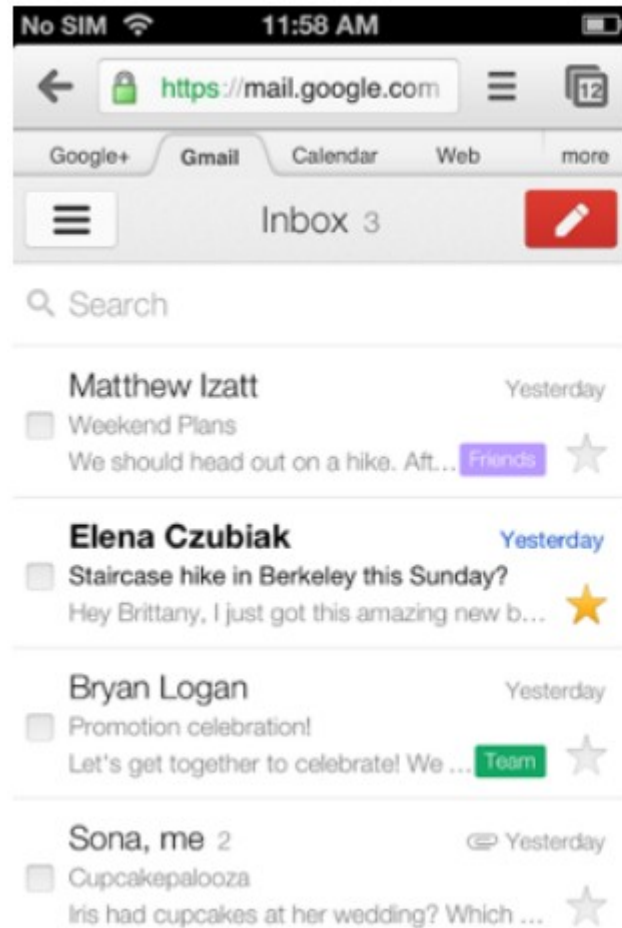 No SIM 11:58 AM
https://mail.google.com 12
Google+ Gmail Calendar Web more
Inbox 3
Search
Matthew Izatt Yesterday
Weekend Plans
We should head out on a hike. Aft... Friends
Elena Czubiak Yesterday
Staircase hike in Berkeley this Sunday?
Hey Brittany, I just got this amazing new b...
Bryan Logan Yesterday
Promotion celebration!
Let's get together to celebrate! We ... Team
Sona, me 2 Yesterday
Cupcakepalooza
Iris had cupcakes at her wedding? Which ...